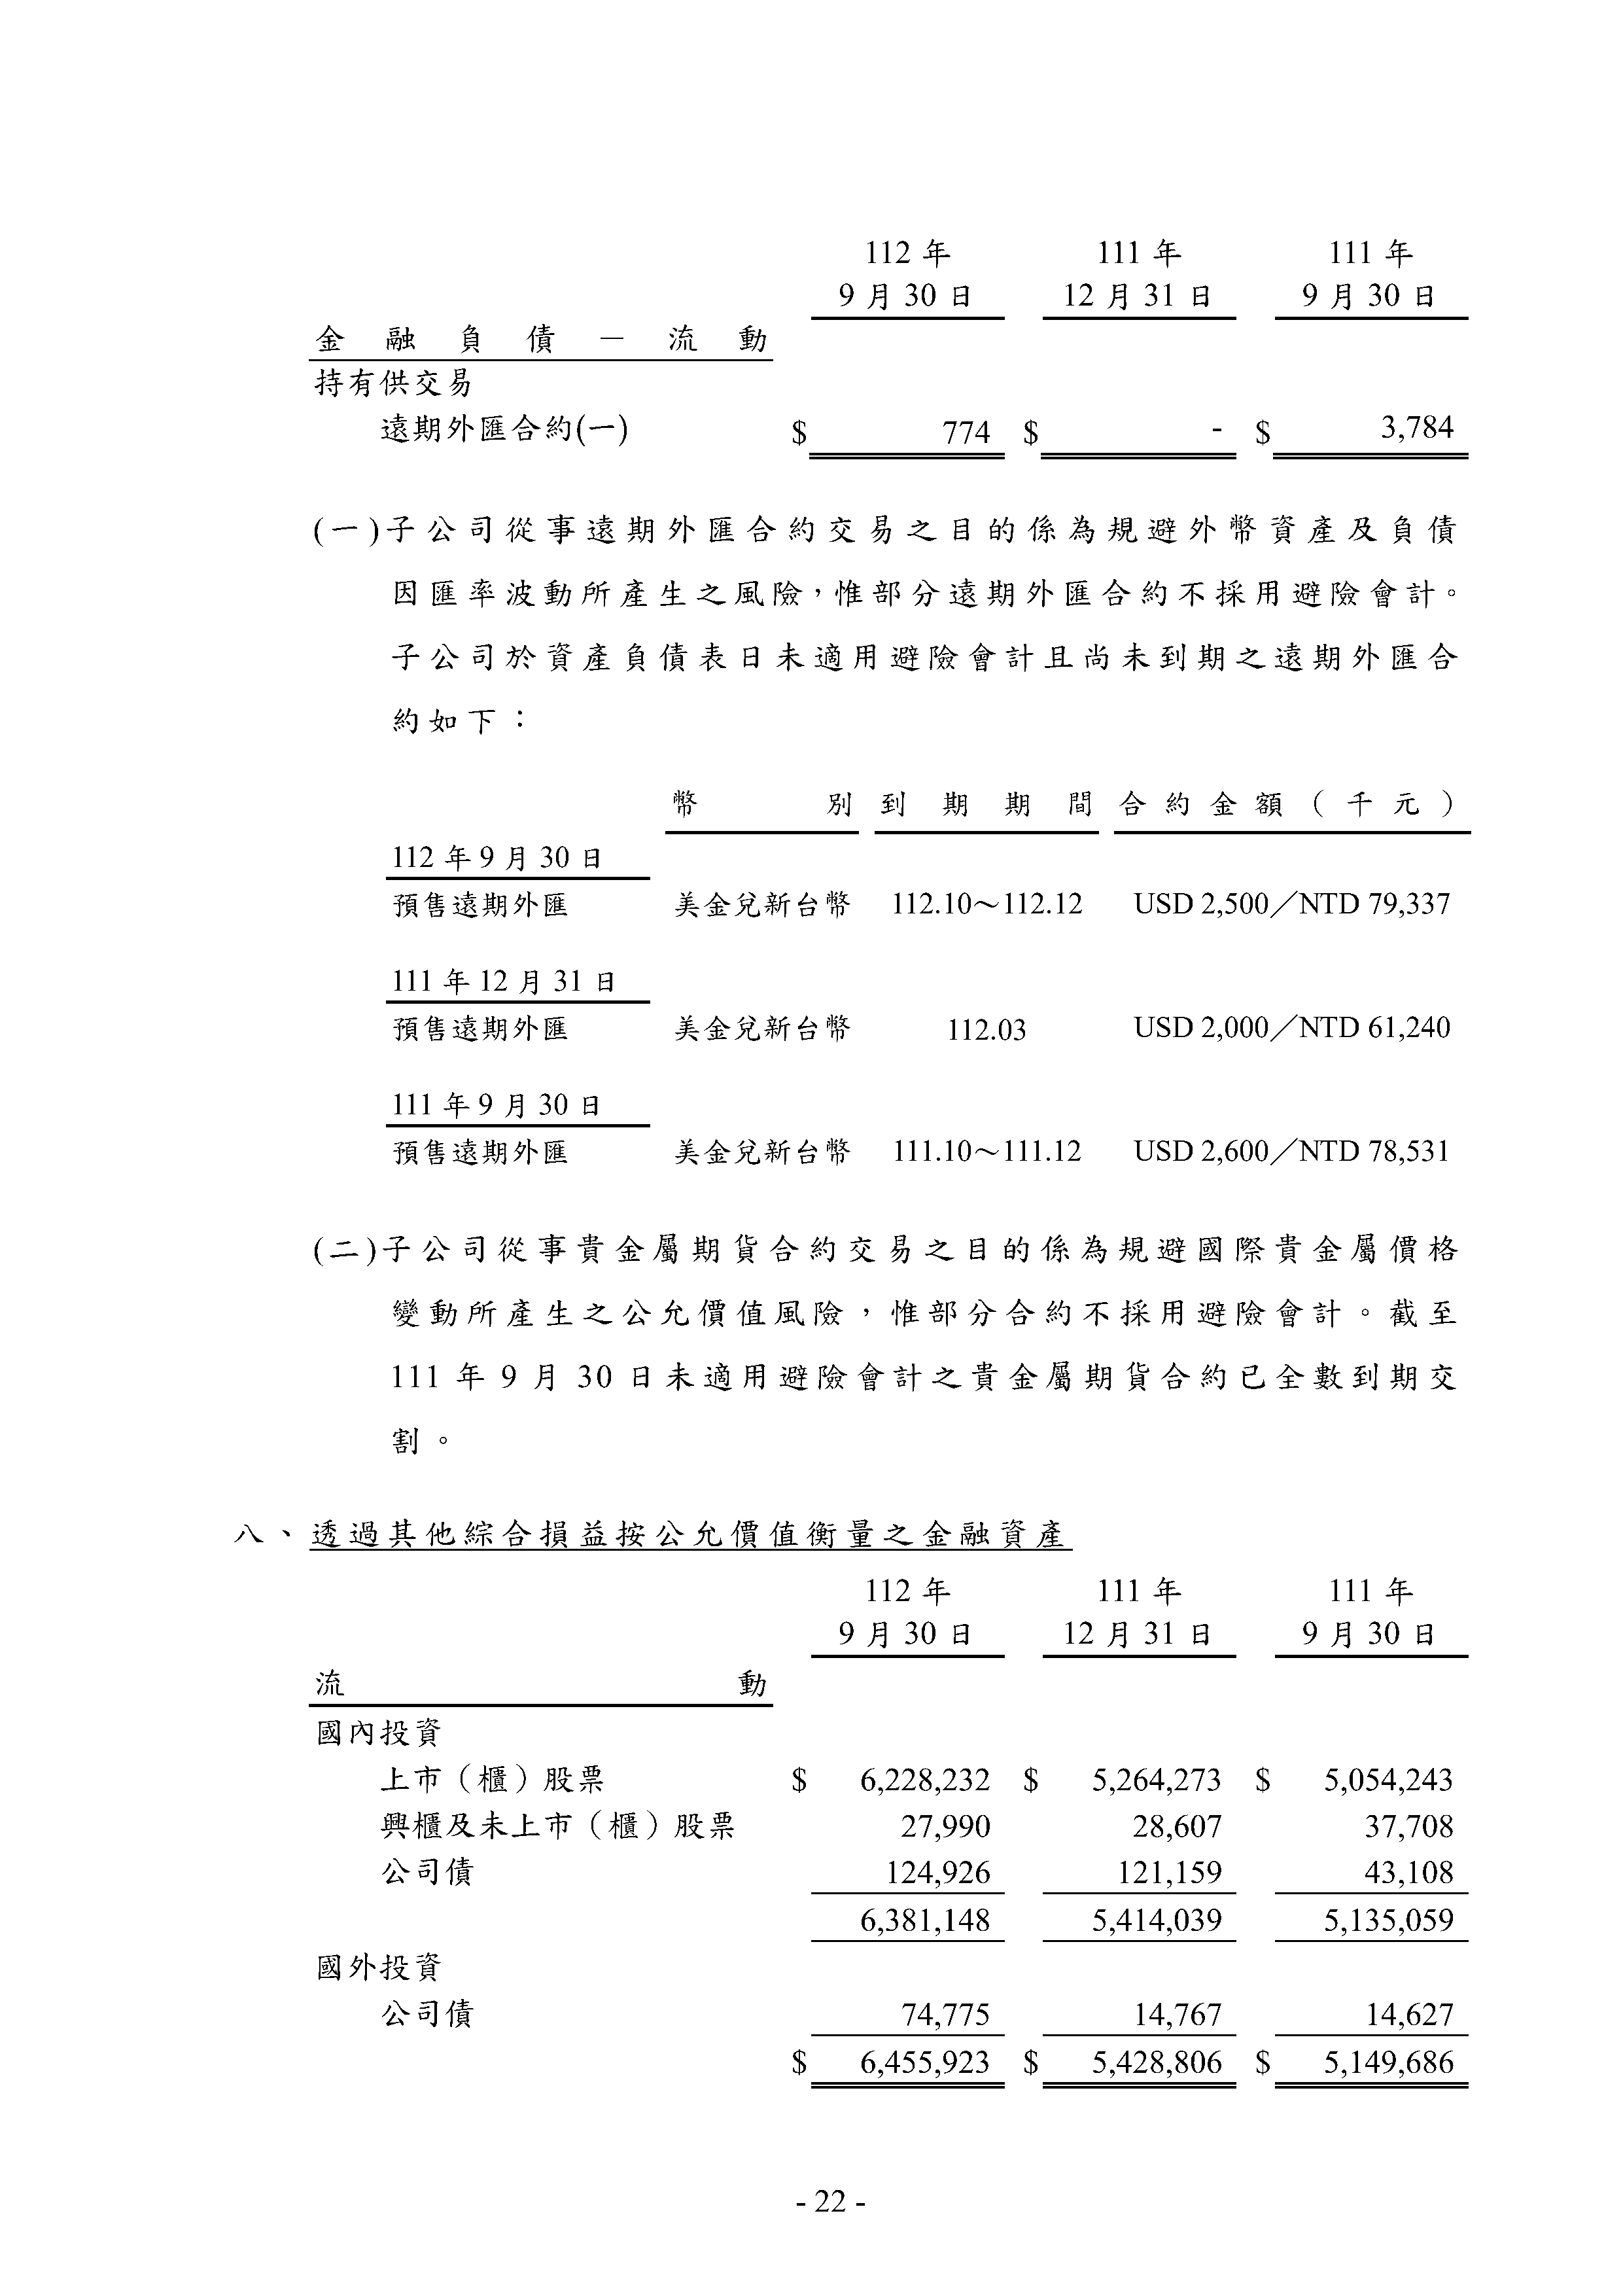 112 年 111 年 111 年
9 月 30 日 12 月 31 日 9 月 30 日
金融負債－流動
持有供交易
遠期外匯合約(一) $ 774 $ - $ 3,784
(一)子公司從事遠期外匯合約交易之目的係為規避外幣資產及負債
因匯率波動所產生之風險，惟部分遠期外匯合約不採用避險會計。
子公司於資產負債表日未適用避險會計且尚未到期之遠期外匯合
約如下：
幣別 到期期間 合約金額（千元）
112 年 9 月 30 日
預售遠期外匯 美金兌新台幣 112.10～112.12 USD 2,500／NTD 79,337
111 年 12 月 31 日
預售遠期外匯 美金兌新台幣 112.03 USD 2,000／NTD 61,240
111 年 9 月 30 日
預售遠期外匯 美金兌新台幣 111.10～111.12 USD 2,600／NTD 78,531
(二)子公司從事貴金屬期貨合約交易之目的係為規避國際貴金屬價格
變動所產生之公允價值風險，惟部分合約不採用避險會計。截至
111 年 9 月 30 日未適用避險會計之貴金屬期貨合約已全數到期交
割。
八、透過其他綜合損益按公允價值衡量之金融資產
112 年 111 年 111 年
9 月 30 日 12 月 31 日 9 月 30 日
流動
國內投資
上市（櫃）股票 $ 6,228,232 $ 5,264,273 $ 5,054,243
興櫃及未上市（櫃）股票 27,990 28,607 37,708
公司債 124,926 121,159 43,108
6,381,148 5,414,039 5,135,059
國外投資
公司債 74,775 14,767 14,627
$ 6,455,923 $ 5,428,806 $ 5,149,686
- 22 -